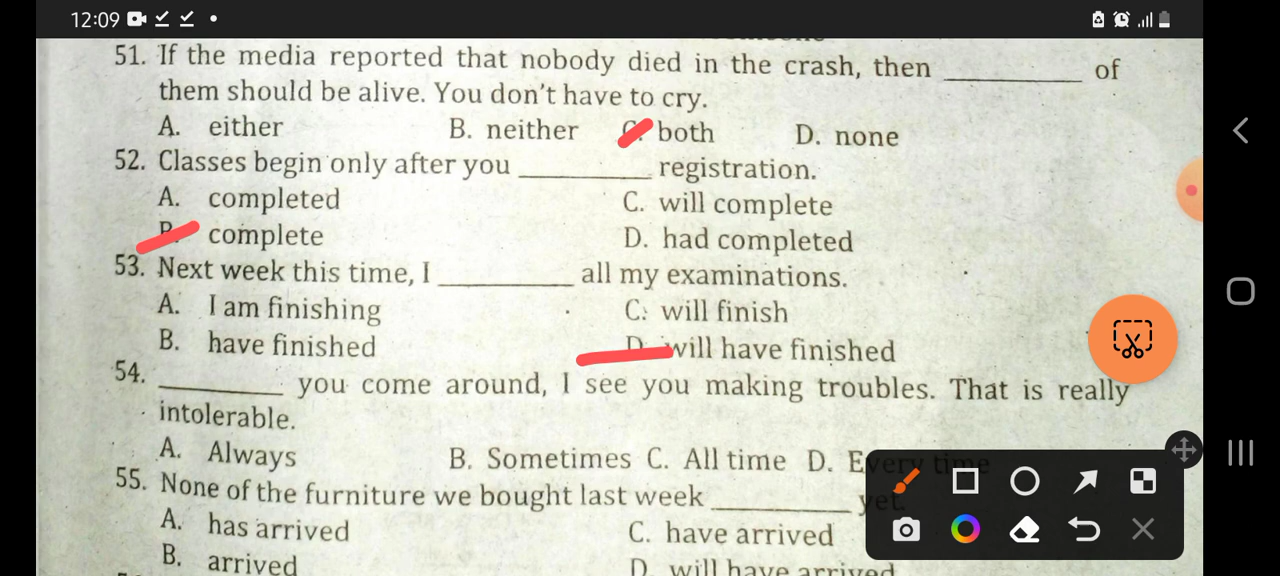 12:09
51. If the media reported that nobody died in the crash, then __________ of
them should be alive. You don't have to cry.
A. either B. neither C. both D. none
52. Classes begin only after you __________ registration.
A. completed C. will complete
B. complete D. had completed
53. Next week this time, I __________ all my examinations.
A. I am finishing C. will finish
B. have finished D. will have finished
54. __________ you come around, I see you making troubles. That is really
intolerable.
A. Always B. Sometimes C. All time D. Every time
55. None of the furniture we bought last week __________ yet.
A. has arrived C. have arrived
B. arrived D. will have arrived